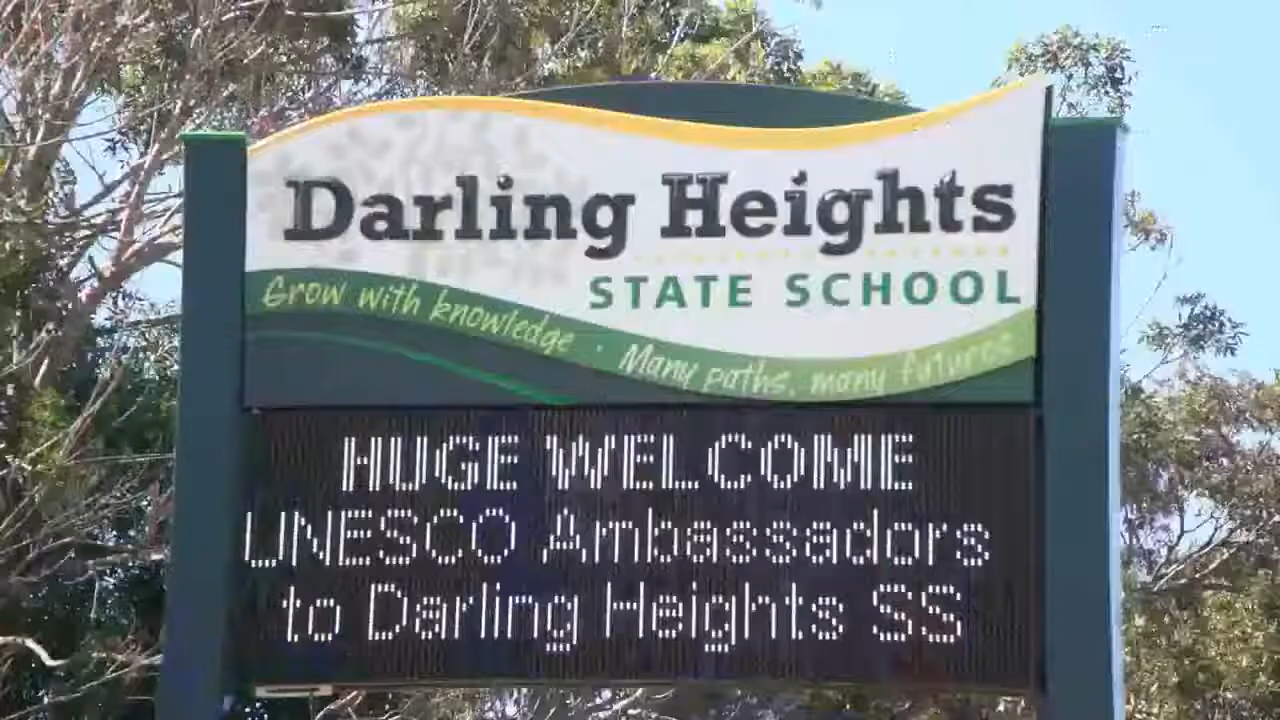 Darling Heights
STATE SCHOOL
Grow with knowledge · Many paths, many futures
HUGE WELCOME
UNESCO Ambassadors
to Darling Heights SS